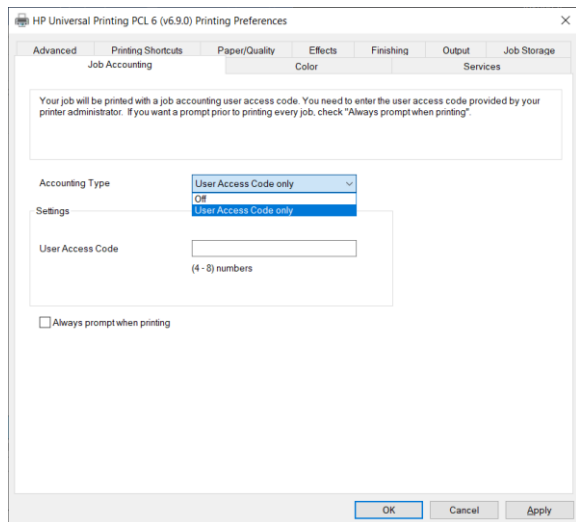 HP Universal Printing PCL 6 (v6.9.0) Printing Preferences
Advanced Printing Shortcuts Paper/Quality Effects Finishing Output Job Storage
Job Accounting Color Services
Your job will be printed with a job accounting user access code. You need to enter the user access code provided by your
printer administrator. If you want a prompt prior to printing every job, check "Always prompt when printing".
Accounting Type User Access Code only
Off
User Access Code only
Settings
User Access Code
(4 - 8) numbers
Always prompt when printing
OK Cancel Apply